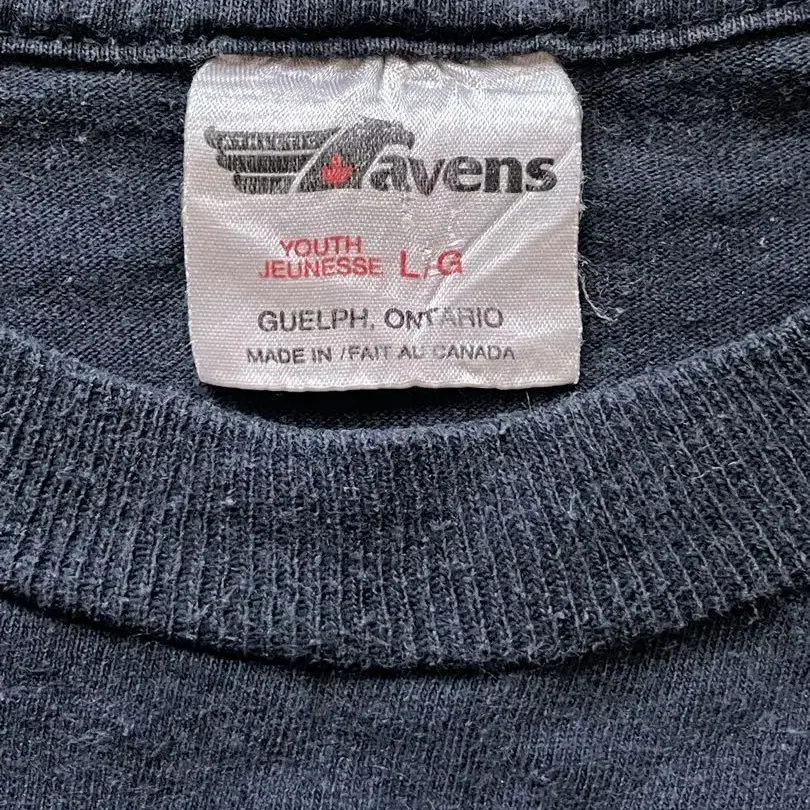 Ravens
YOUTH
JEUNESSE L/G
GUELPH, ONTARIO
MADE IN / FAIT AU CANADA